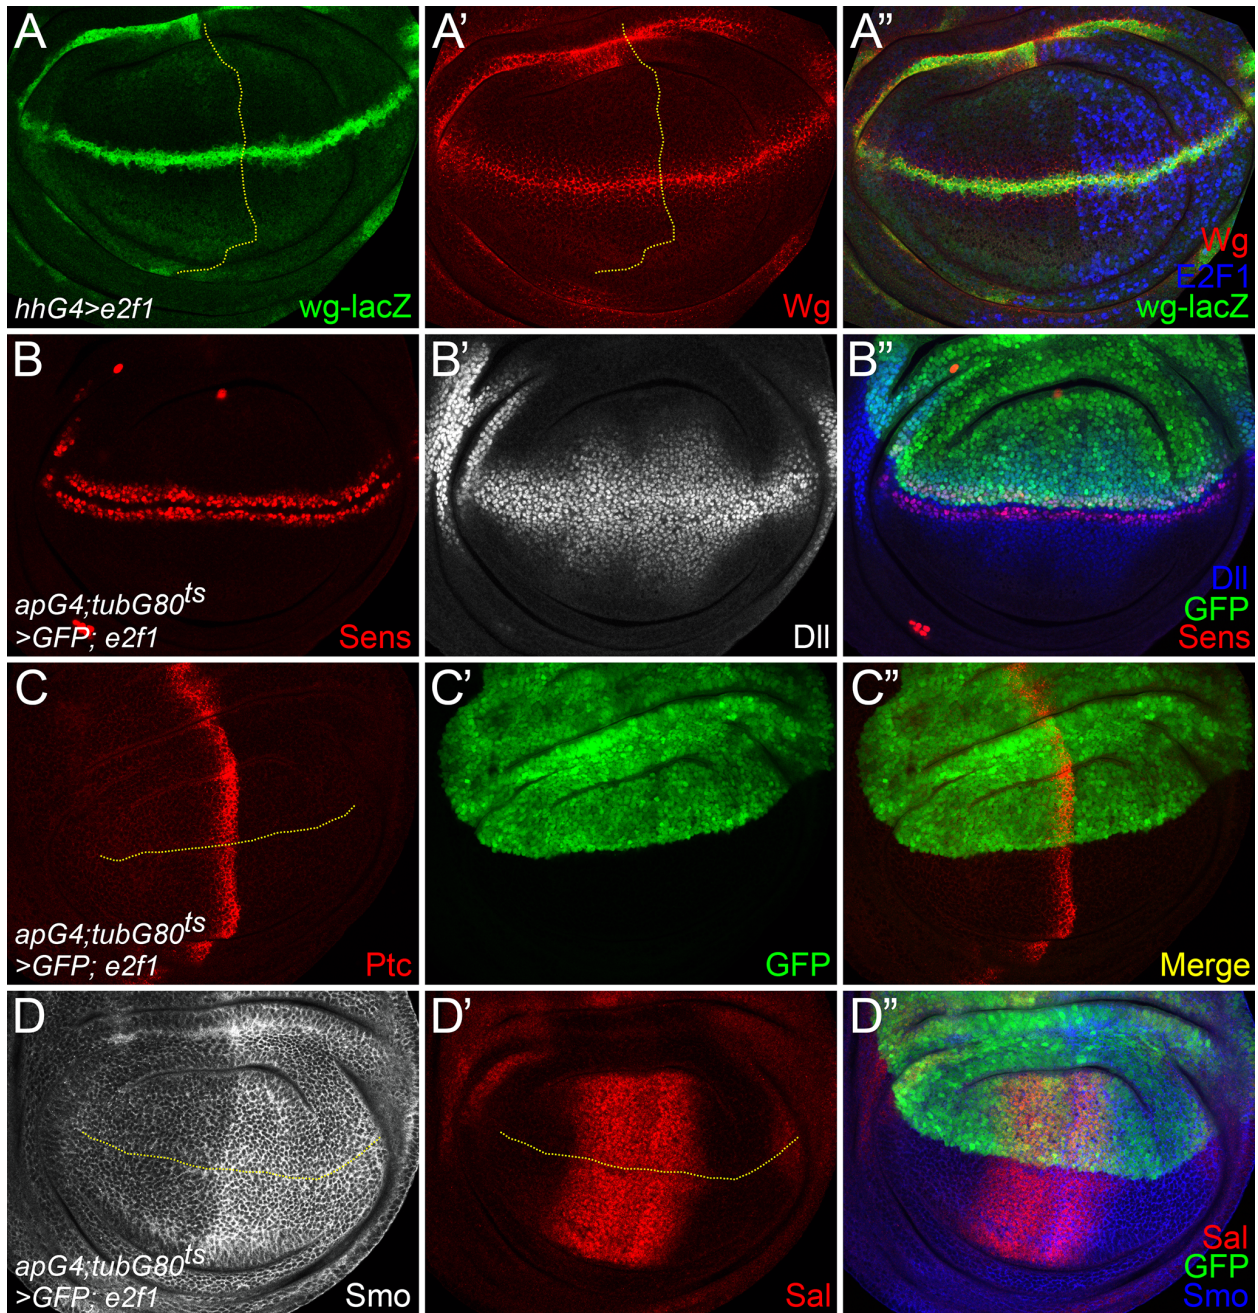 A
hhG4>e2f1
wg-lacZ
A'
Wg
A"
Wg
E2F1
wg-lacZ
B
apG4;tubG80ts
>GFP; e2f1
Sens
B'
Dll
B"
Dll
GFP
Sens
C
apG4;tubG80ts
>GFP; e2f1
Ptc
C'
GFP
C"
Merge
D
apG4;tubG80ts
>GFP; e2f1
Smo
D'
Sal
D"
Sal
GFP
Smo